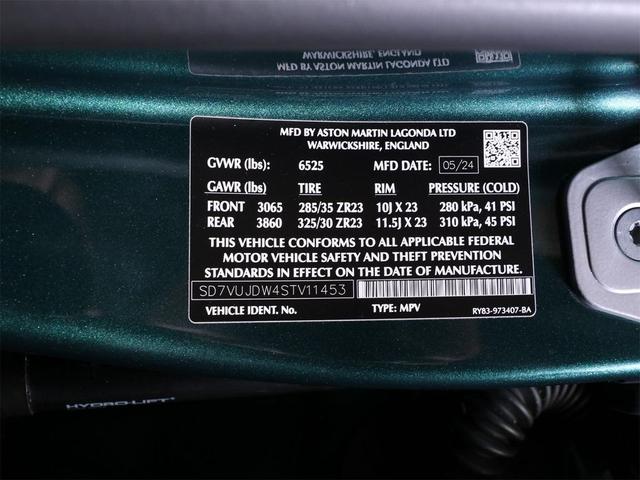 WARWICKSHIRE, ENGLAND
MFD BY ASTON MARTIN LAGONDA LTD
MFD BY ASTON MARTIN LAGONDA LTD
WARWICKSHIRE, ENGLAND
GVWR (lbs): 6525 MFD DATE: 05/24
GAWR (lbs) TIRE RIM PRESSURE (COLD)
FRONT 3065 285/35 ZR23 10J X 23 280 kPa, 41 PSI
REAR 3860 325/30 ZR23 11.5J X 23 310 kPa, 45 PSI
THIS VEHICLE CONFORMS TO ALL APPLICABLE FEDERAL
MOTOR VEHICLE SAFETY AND THEFT PREVENTION
STANDARDS IN EFFECT ON THE DATE OF MANUFACTURE.
SD7VUJDW4STV11453
VEHICLE IDENT. No. TYPE: MPV RY83-973407-BA
HYDRO-LIFT